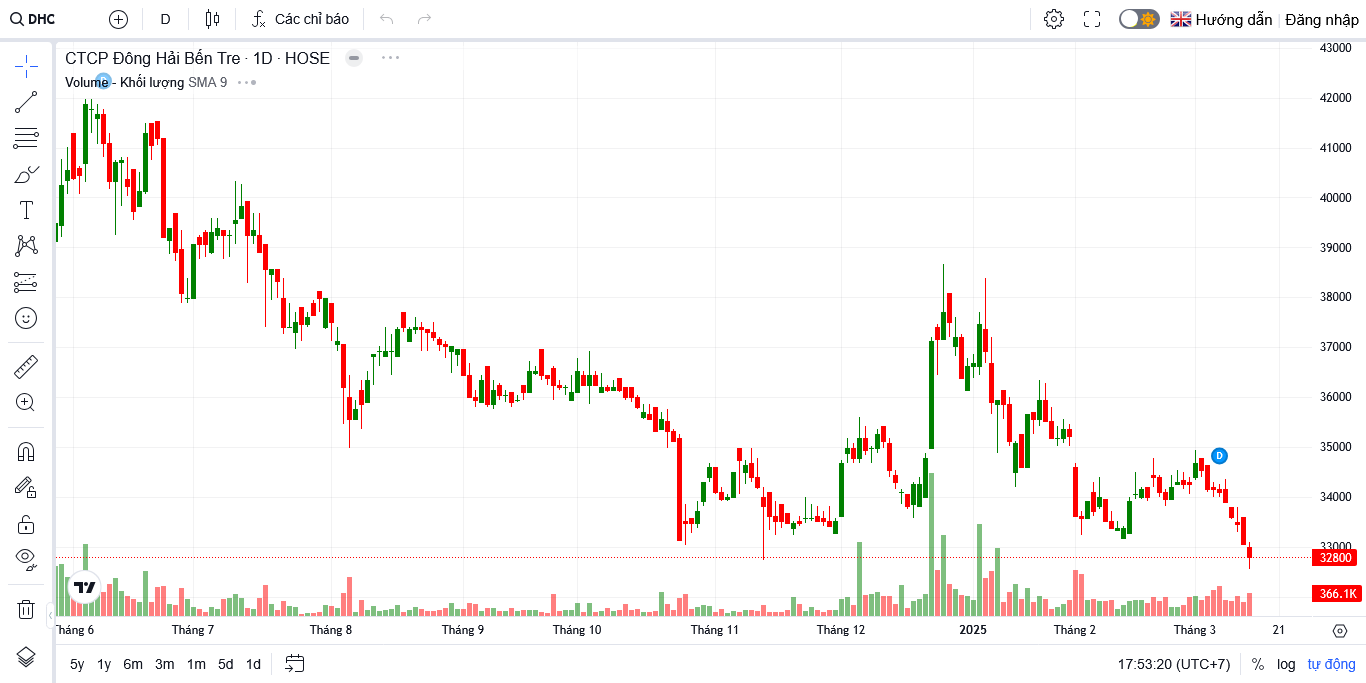 DHC D Các chỉ báo Hướng dẫn Đăng nhập
CTCP Đông Hải Bến Tre · 1D · HOSE
Volume - Khối lượng SMA 9
43000
42000
41000
40000
39000
38000
37000
36000
35000
D
34000
33000
32800
366.1K
Tháng 6 Tháng 7 Tháng 8 Tháng 9 Tháng 10 Tháng 11 Tháng 12 2025 Tháng 2 Tháng 3 21
5y 1y 6m 3m 1m 5d 1d 17:53:20 (UTC+7) % log tự động